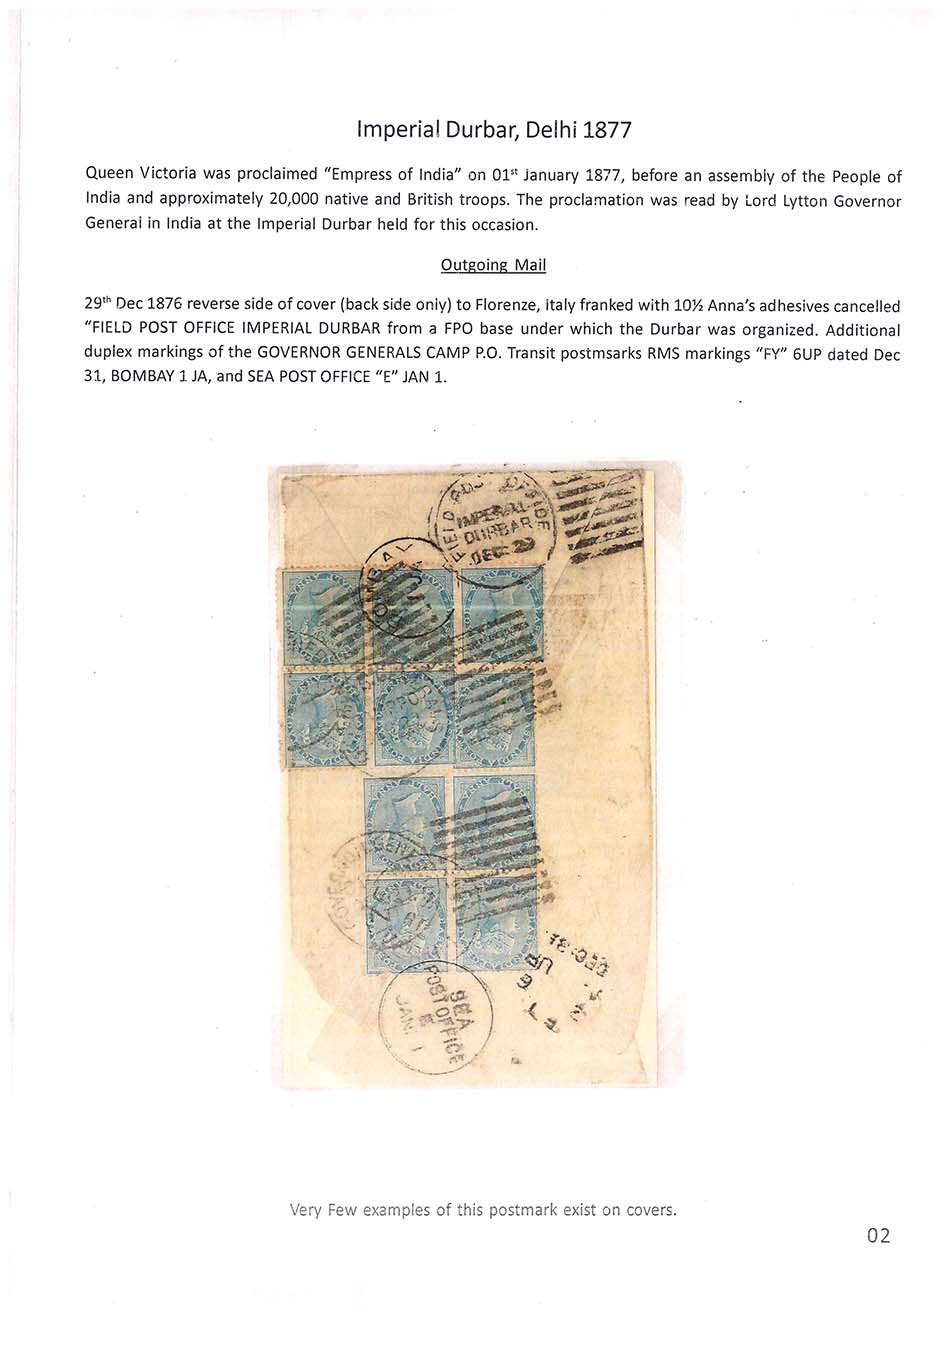 Imperial Durbar, Delhi 1877
Queen Victoria was proclaimed “Empress of India” on 01st January 1877, before an assembly of the People of
India and approximately 20,000 native and British troops. The proclamation was read by Lord Lytton Governor
General in India at the Imperial Durbar held for this occasion.
Outgoing Mail
29th Dec 1876 reverse side of cover (back side only) to Florenze, Italy franked with 10½ Anna’s adhesives cancelled
“FIELD POST OFFICE IMPERIAL DURBAR from a FPO base under which the Durbar was organized. Additional
duplex markings of the GOVERNOR GENERALS CAMP P.O. Transit postmsarks RMS markings “FY” 6UP dated Dec
31, BOMBAY 1 JA, and SEA POST OFFICE “E” JAN 1.
FIELD POST OFFICE
IMPERIAL
DURBAR
DEC 29
BOMBAY
JA
DEC.31
UP
6
SEA
POST OFFICE
E
JAN. 1
Very Few examples of this postmark exist on covers.
02